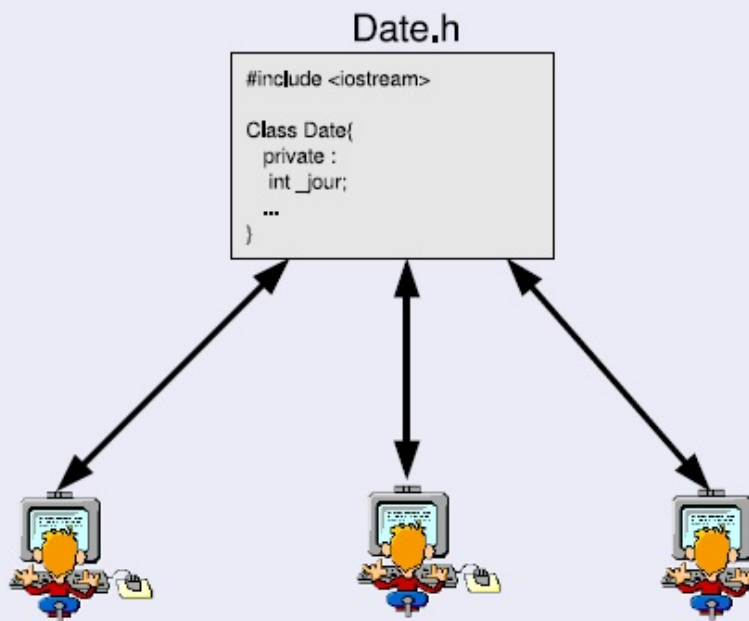 Date.h
#include <iostream>
Class Date{
private :
int _jour;
...
}